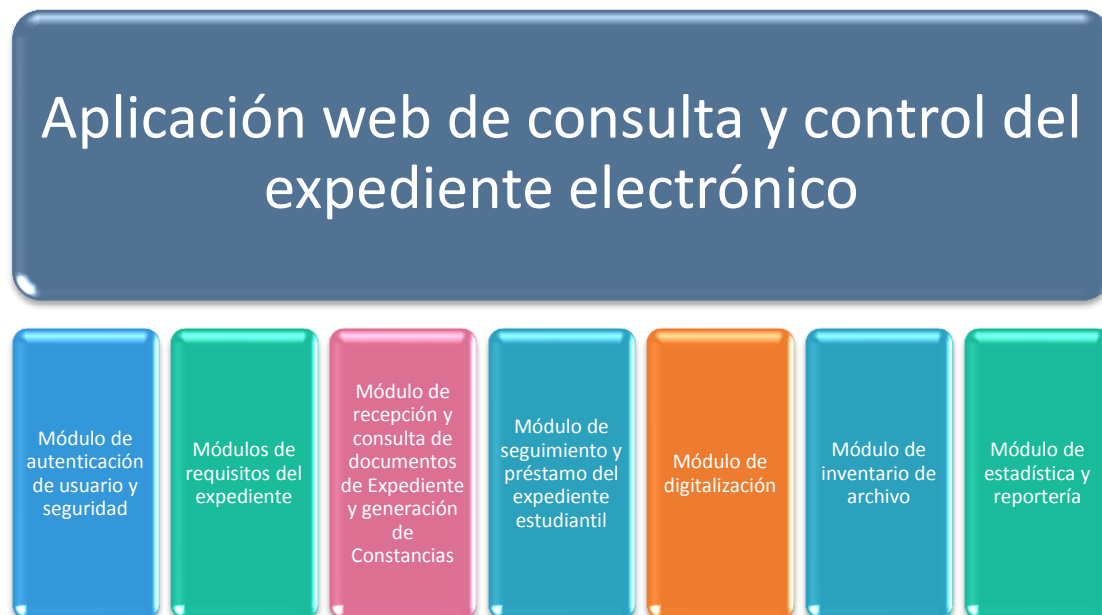 Aplicación web de consulta y control del
expediente electrónico
Módulo de
autenticación
de usuario y
seguridad
Módulos de
requisitos del
expediente
Módulo de
recepción y
consulta de
documentos
de Expediente
y generación
de
Constancias
Módulo de
seguimiento y
préstamo del
expediente
estudiantil
Módulo de
digitalización
Módulo de
inventario de
archivo
Módulo de
estadística y
reportería